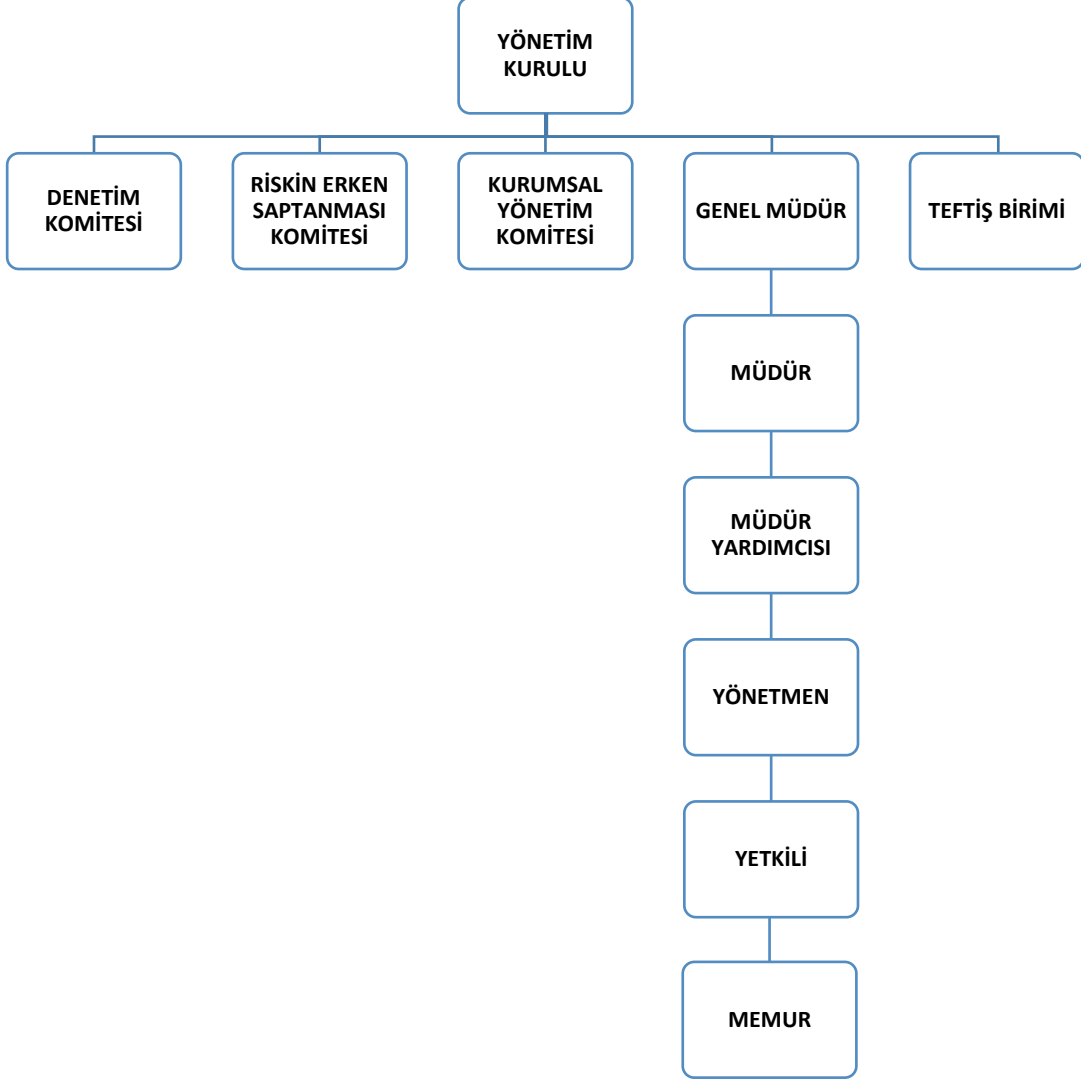 YÖNETİM
KURULU
DENETİM
KOMİTESİ
RİSKİN ERKEN
SAPTANMASI
KOMİTESİ
KURUMSAL
YÖNETİM
KOMİTESİ
GENEL MÜDÜR
TEFTİŞ BİRİMİ
MÜDÜR
MÜDÜR
YARDIMCISI
YÖNETMEN
YETKİLİ
MEMUR